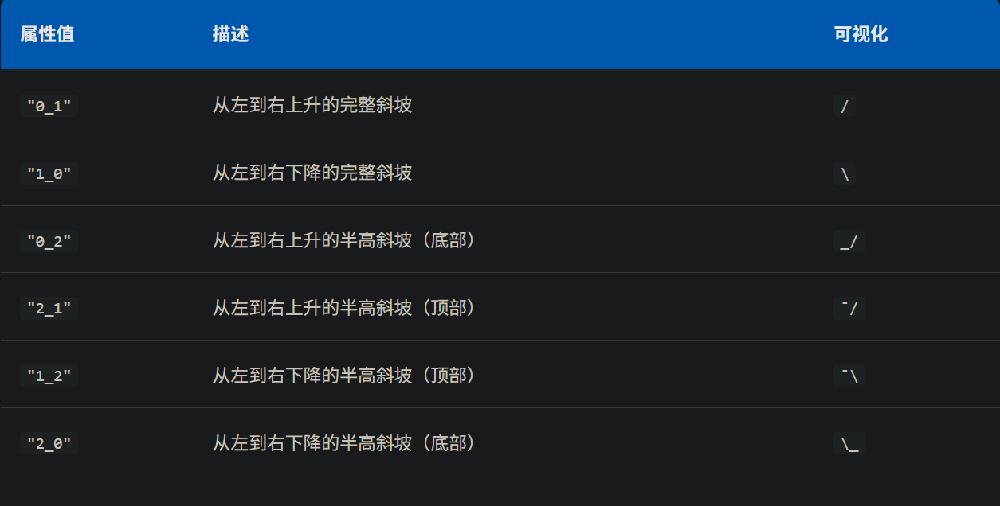 属性值 描述 可视化
"0_1" 从左到右上升的完整斜坡 /
"1_0" 从左到右下降的完整斜坡 \
"0_2" 从左到右上升的半高斜坡（底部） _/
"2_1" 从左到右上升的半高斜坡（顶部） ¯/
"1_2" 从左到右下降的半高斜坡（顶部） ¯\
"2_0" 从左到右下降的半高斜坡（底部） \_